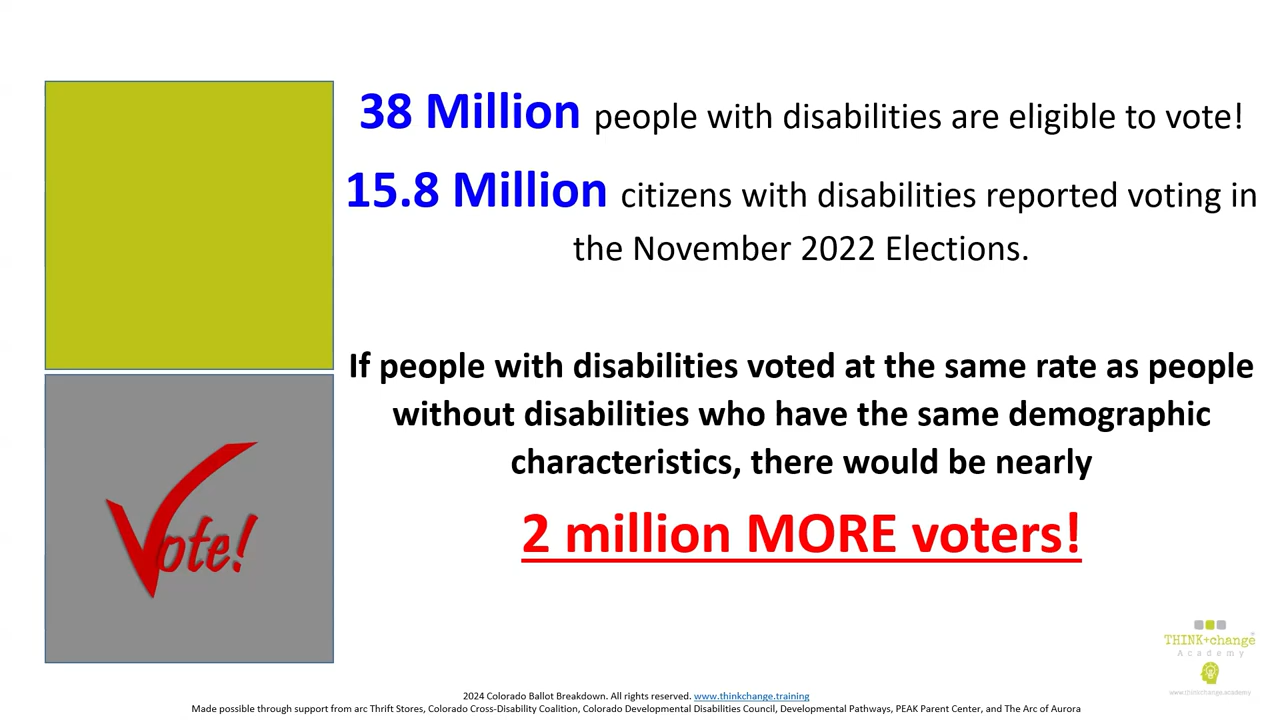 38 Million people with disabilities are eligible to vote!
15.8 Million citizens with disabilities reported voting in
the November 2022 Elections.
If people with disabilities voted at the same rate as people
without disabilities who have the same demographic
characteristics, there would be nearly
2 million MORE voters!
Vote!
THINK+change
Academy
www.thinkchange.academy
2024 Colorado Ballot Breakdown. All rights reserved. www.thinkchange.training
Made possible through support from arc Thrift Stores, Colorado Cross-Disability Coalition, Colorado Developmental Disabilities Council, Developmental Pathways, PEAK Parent Center, and The Arc of Aurora